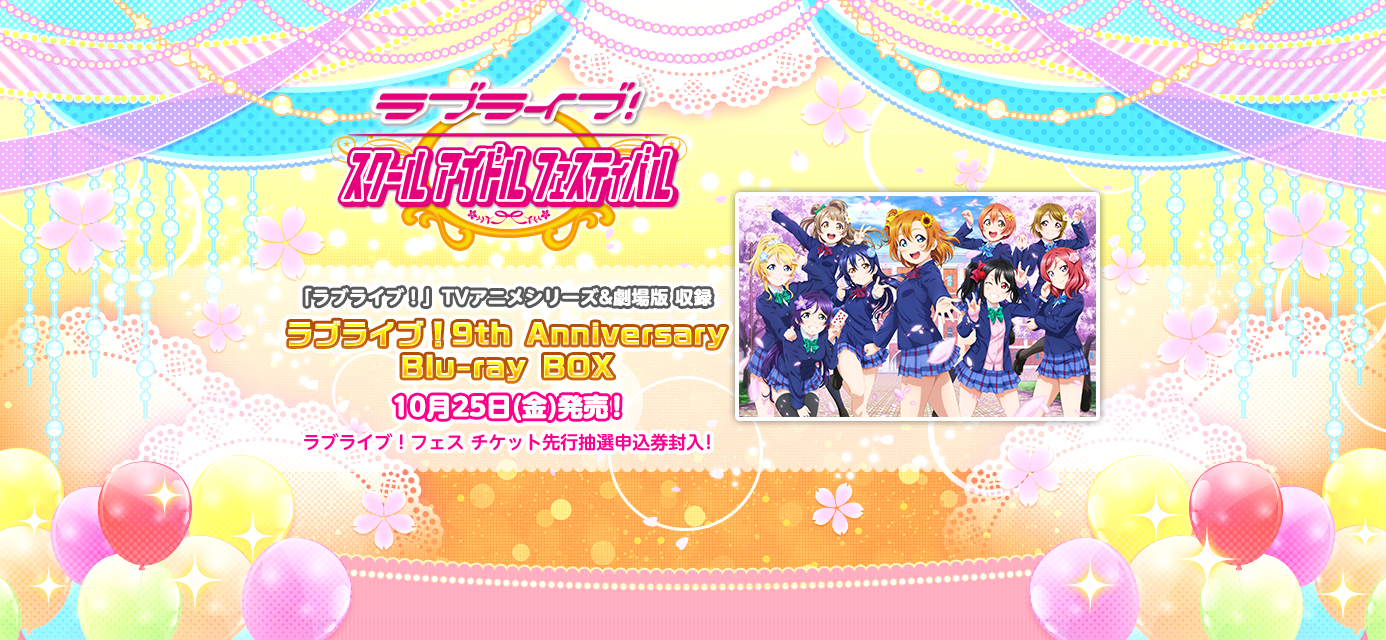 ラブライブ!
スクールアイドルフェスティバル
「ラブライブ!」TVアニメシリーズ&劇場版 収録
ラブライブ!9th Anniversary
Blu-ray BOX
10月25日(金)発売!
ラブライブ!フェス チケット先行抽選申込券封入!